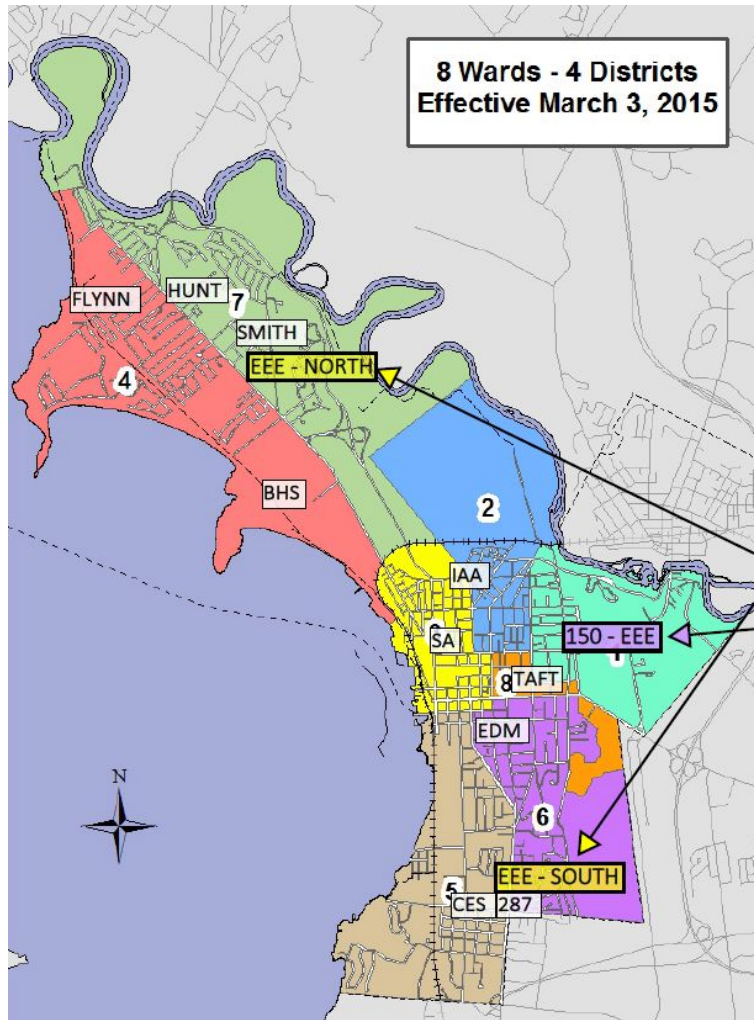 8 Wards - 4 Districts
Effective March 3, 2015
HUNT
FLYNN
7
SMITH
EEE - NORTH
4
BHS
2
IAA
150 - EEE
SA
TAFT
8
EDM
N
6
EEE - SOUTH
5
CES
287